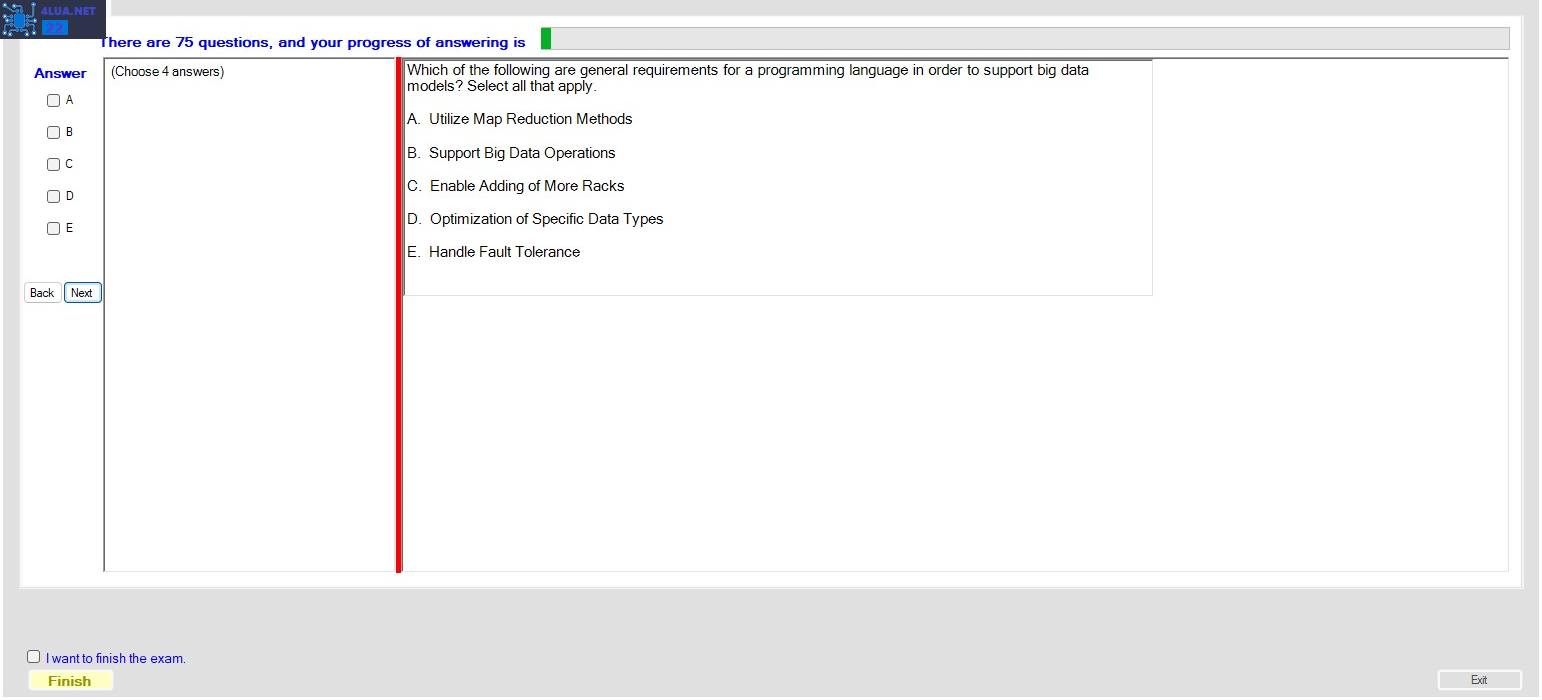 4LUA.NET
22
There are 75 questions, and your progress of answering is
Answer
(Choose 4 answers)
A
B
C
D
E
Back Next
Which of the following are general requirements for a programming language in order to support big data
models? Select all that apply.
A. Utilize Map Reduction Methods
B. Support Big Data Operations
C. Enable Adding of More Racks
D. Optimization of Specific Data Types
E. Handle Fault Tolerance
I want to finish the exam.
Finish
Exit